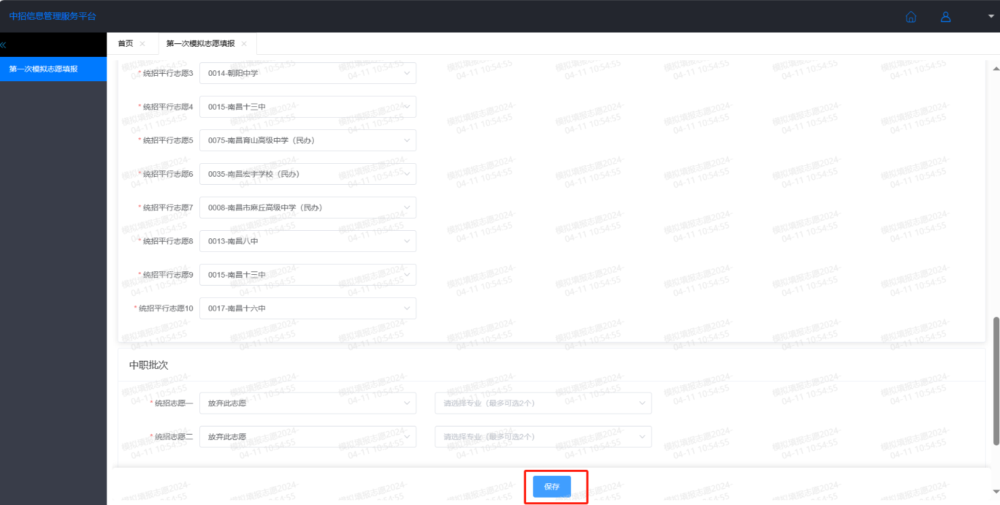 中招信息管理服务平台
首页 × 第一次模拟志愿填报 ×
第一次模拟志愿填报
* 统招平行志愿3 0014-朝阳中学
* 统招平行志愿4 0015-南昌十三中
* 统招平行志愿5 0075-南昌育山高级中学（民办）
* 统招平行志愿6 0035-南昌宏宇学校（民办）
* 统招平行志愿7 0008-南昌市麻丘高级中学（民办）
* 统招平行志愿8 0013-南昌八中
* 统招平行志愿9 0015-南昌十三中
* 统招平行志愿10 0017-南昌十六中
中职批次
* 统招志愿一 放弃此志愿 请选择专业（最多可选2个）
* 统招志愿二 放弃此志愿 请选择专业（最多可选2个）
保存
模拟填报志愿2024-
04-11 10:54:55